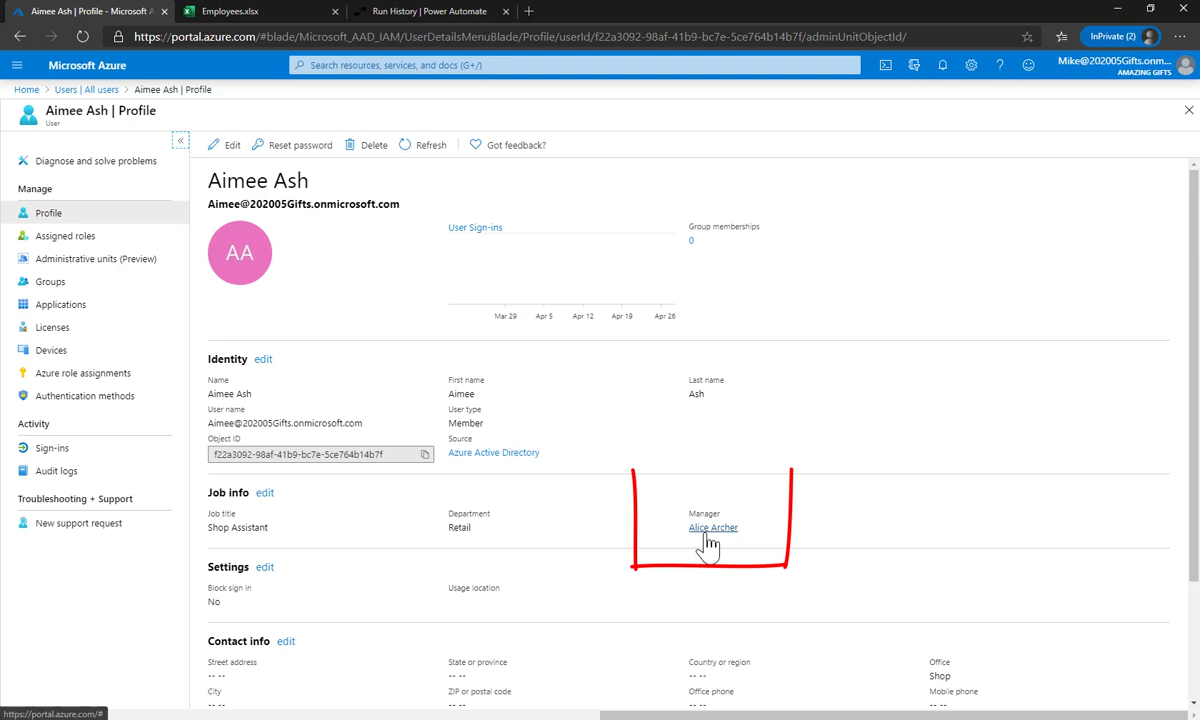 Aimee Ash | Profile - Microsoft A
Employees.xlsx
Run History | Power Automate
https://portal.azure.com/#blade/Microsoft_AAD_IAM/UserDetailsMenuBlade/Profile/userId/f22a3092-98af-41b9-bc7e-5ce764b14b7f/adminUnitObjectId/
InPrivate (2)
Microsoft Azure
Search resources, services, and docs (G+/)
Mike@202005Gifts.onm...
AMAZING GIFTS
Home > Users | All users > Aimee Ash | Profile
Aimee Ash | Profile
User
Edit
Reset password
Delete
Refresh
Got feedback?
Diagnose and solve problems
Manage
Profile
Assigned roles
Administrative units (Preview)
Groups
Applications
Licenses
Devices
Azure role assignments
Authentication methods
Activity
Sign-ins
Audit logs
Troubleshooting + Support
New support request
Aimee Ash
Aimee@202005Gifts.onmicrosoft.com
AA
User Sign-ins
Mar 29 Apr 5 Apr 12 Apr 19 Apr 26
Group memberships
0
Identity edit
Name First name Last name
Aimee Ash Aimee Ash
User name User type
Aimee@202005Gifts.onmicrosoft.com Member
Object ID Source
f22a3092-98af-41b9-bc7e-5ce764b14b7f Azure Active Directory
Job info edit
Job title Department Manager
Shop Assistant Retail Alice Archer
Settings edit
Block sign in Usage location
No
Contact info edit
Street address State or province Country or region Office
-- -- -- -- -- -- Shop
City ZIP or postal code Office phone Mobile phone
-- -- -- -- -- -- -- --
https://portal.azure.com/#